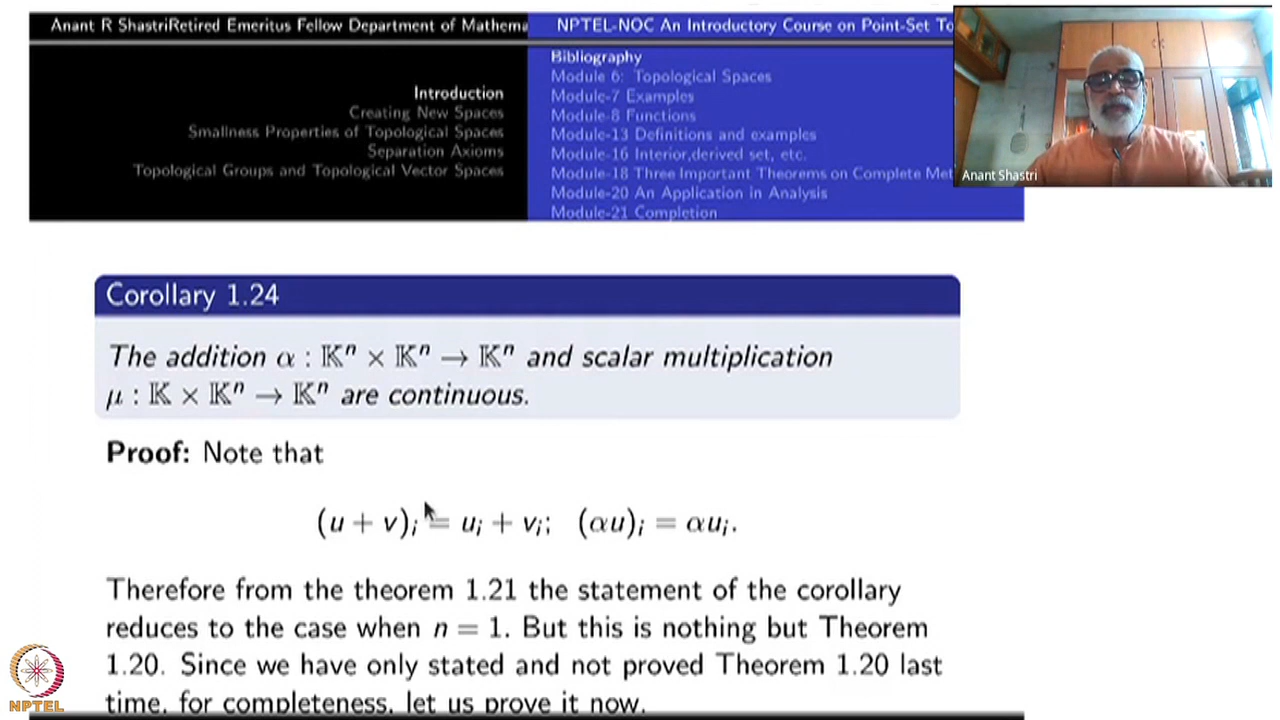 Anant R ShastriRetired Emeritus Fellow Department of Mathema
NPTEL-NOC An Introductory Course on Point-Set To
Introduction
Creating New Spaces
Smallness Properties of Topological Spaces
Separation Axioms
Topological Groups and Topological Vector Spaces
Bibliography
Module 6: Topological Spaces
Module-7 Examples
Module-8 Functions
Module-13 Definitions and examples
Module-16 Interior,derived set, etc.
Module-18 Three Important Theorems on Complete Met
Module-20 An Application in Analysis
Module-21 Completion
Anant Shastri
Corollary 1.24
The addition α : 𝕂ⁿ × 𝕂ⁿ → 𝕂ⁿ and scalar multiplication
μ : 𝕂 × 𝕂ⁿ → 𝕂ⁿ are continuous.
Proof: Note that
(u + v)ᵢ = uᵢ + vᵢ; (αu)ᵢ = αuᵢ.
Therefore from the theorem 1.21 the statement of the corollary
reduces to the case when n = 1. But this is nothing but Theorem
1.20. Since we have only stated and not proved Theorem 1.20 last
time, for completeness, let us prove it now.
NPTEL